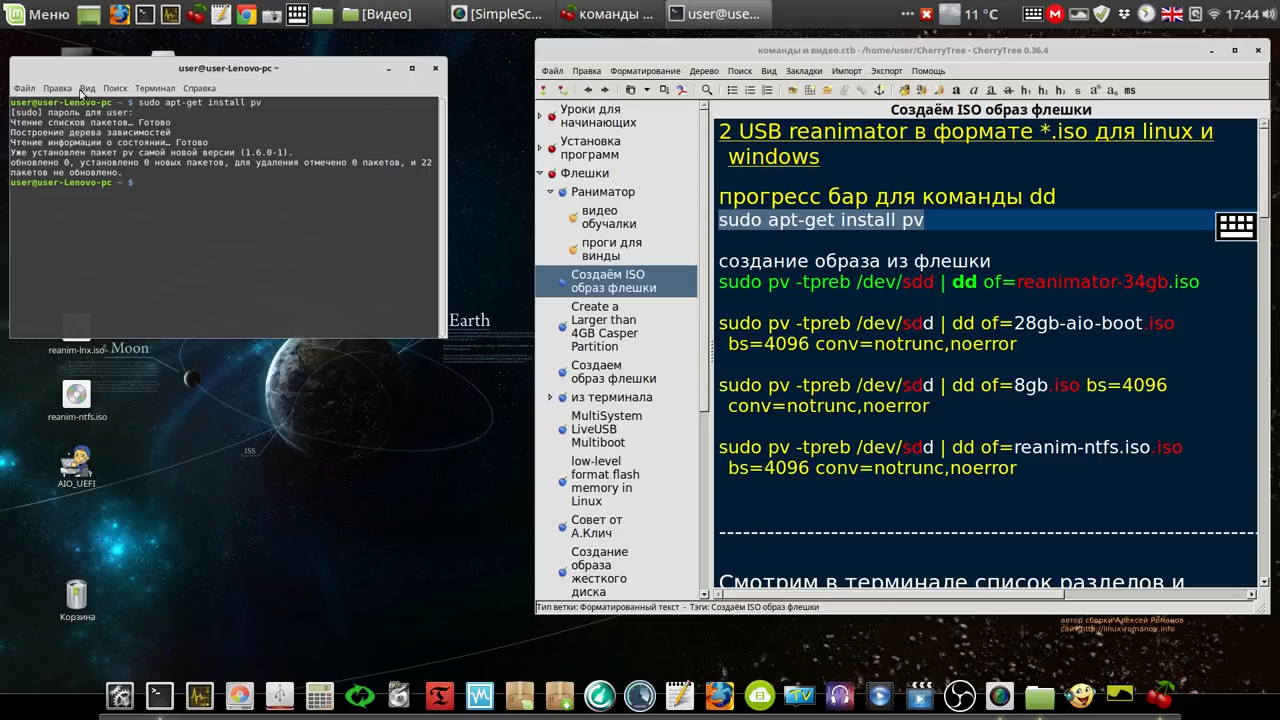 Меню
[Видео]
[SimpleSc...
команды ...
user@use...
11 °C
17:44
user@user-Lenovo-pc ~
Файл Правка Вид Поиск Терминал Справка
user@user-Lenovo-pc ~ $ sudo apt-get install pv
[sudo] пароль для user:
Чтение списков пакетов… Готово
Построение дерева зависимостей
Чтение информации о состоянии… Готово
Уже установлен пакет pv самой новой версии (1.6.0-1).
обновлено 0, установлено 0 новых пакетов, для удаления отмечено 0 пакетов, и 22
пакетов не обновлено.
user@user-Lenovo-pc ~ $
Earth
Moon
ISS
reanim-lnx.iso
reanim-ntfs.iso
AIO_UEFI
Корзина
команды и видео.ctb - /home/user/CherryTree - CherryTree 0.36.4
Файл Правка Форматирование Дерево Поиск Вид Закладки Импорт Экспорт Помощь
Уроки для
начинающих
Установка
программ
Флешки
Раниматор
видео
обучалки
проги для
винды
Создаём ISO
образ флешки
Create a
Larger than
4GB Casper
Partition
Создаем
образ флешки
из терминала
MultiSystem
LiveUSB
Multiboot
low-level
format flash
memory in
Linux
Совет от
А.Клич
Создание
образа
жесткого
диска
Создаём ISO образ флешки
2 USB reanimator в формате *.iso для linux и
windows
прогресс бар для команды dd
sudo apt-get install pv
создание образа из флешки
sudo pv -tpreb /dev/sdd | dd of=reanimator-34gb.iso
sudo pv -tpreb /dev/sdd | dd of=28gb-aio-boot.iso
bs=4096 conv=notrunc,noerror
sudo pv -tpreb /dev/sdd | dd of=8gb.iso bs=4096
conv=notrunc,noerror
sudo pv -tpreb /dev/sdd | dd of=reanim-ntfs.iso.iso
bs=4096 conv=notrunc,noerror
Смотрим в терминале список разделов и
Тип ветки: Форматированный текст - Тэги: Создаём ISO образ флешки
автор сборки Алексей Романов
сайт http://linux-romanov.info